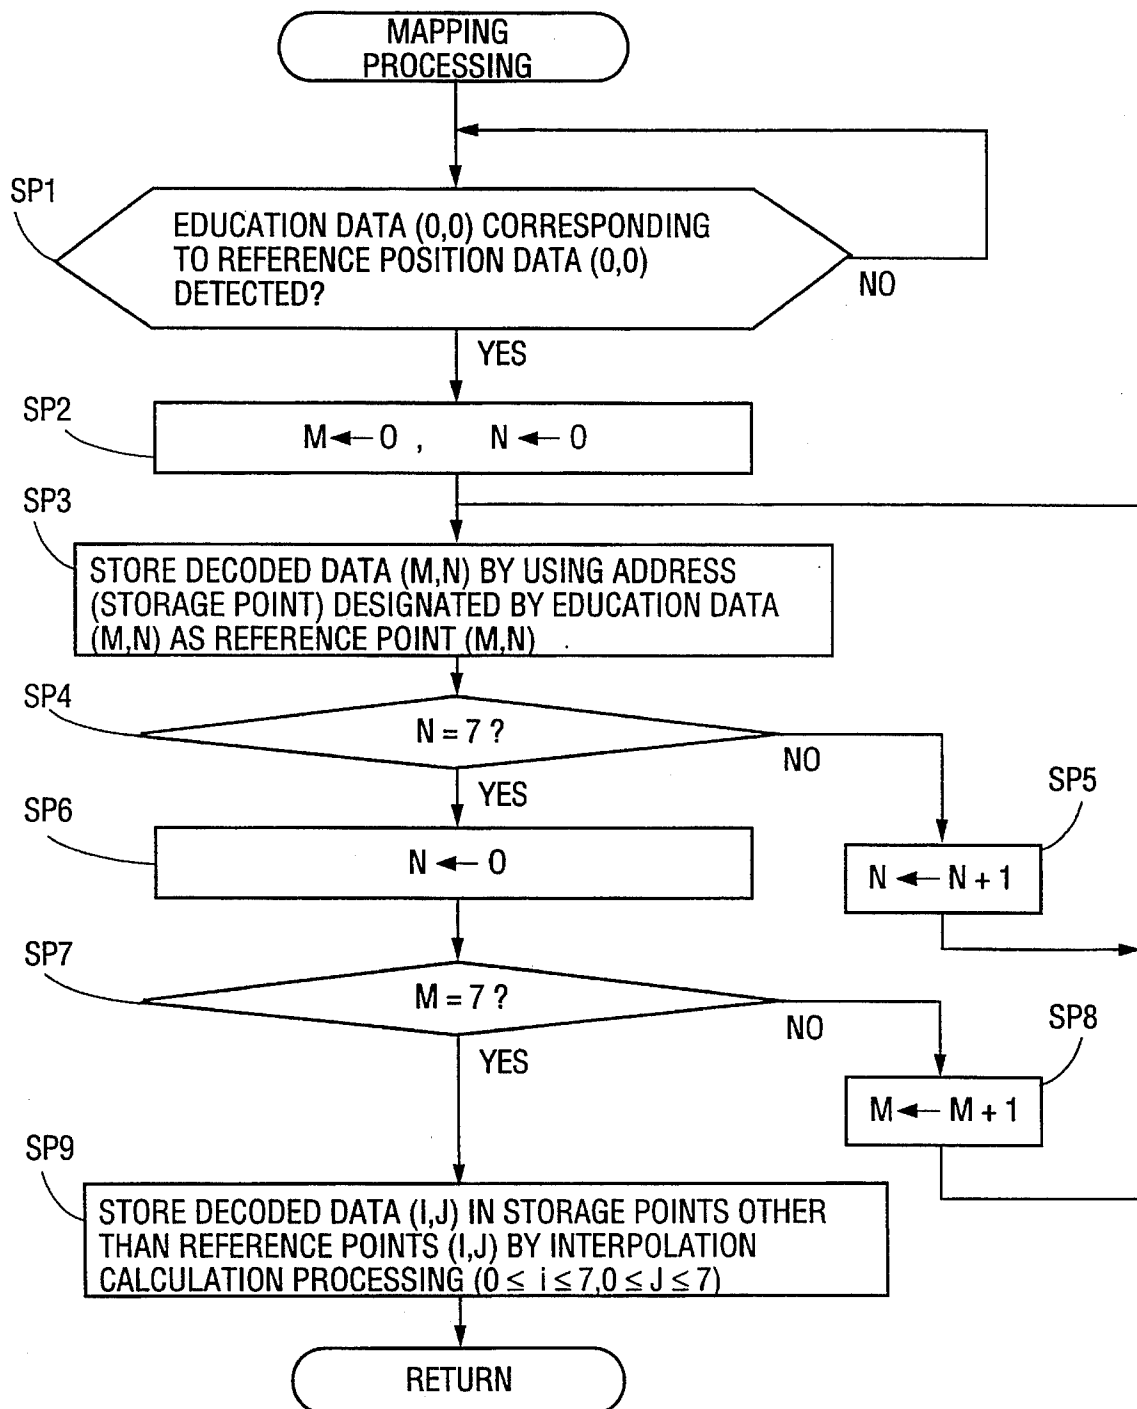 MAPPING
PROCESSING
SP1
EDUCATION DATA (0,0) CORRESPONDING
TO REFERENCE POSITION DATA (0,0)
DETECTED?
NO
YES
SP2
M ← 0 , N ← 0
SP3
STORE DECODED DATA (M,N) BY USING ADDRESS
(STORAGE POINT) DESIGNATED BY EDUCATION DATA
(M,N) AS REFERENCE POINT (M,N)
SP4
N = 7 ?
NO
YES
SP5
N ← N + 1
SP6
N ← 0
SP7
M = 7 ?
NO
YES
SP8
M ← M + 1
SP9
STORE DECODED DATA (I,J) IN STORAGE POINTS OTHER
THAN REFERENCE POINTS (I,J) BY INTERPOLATION
CALCULATION PROCESSING (0 ≤ i ≤ 7,0 ≤ J ≤ 7)
RETURN